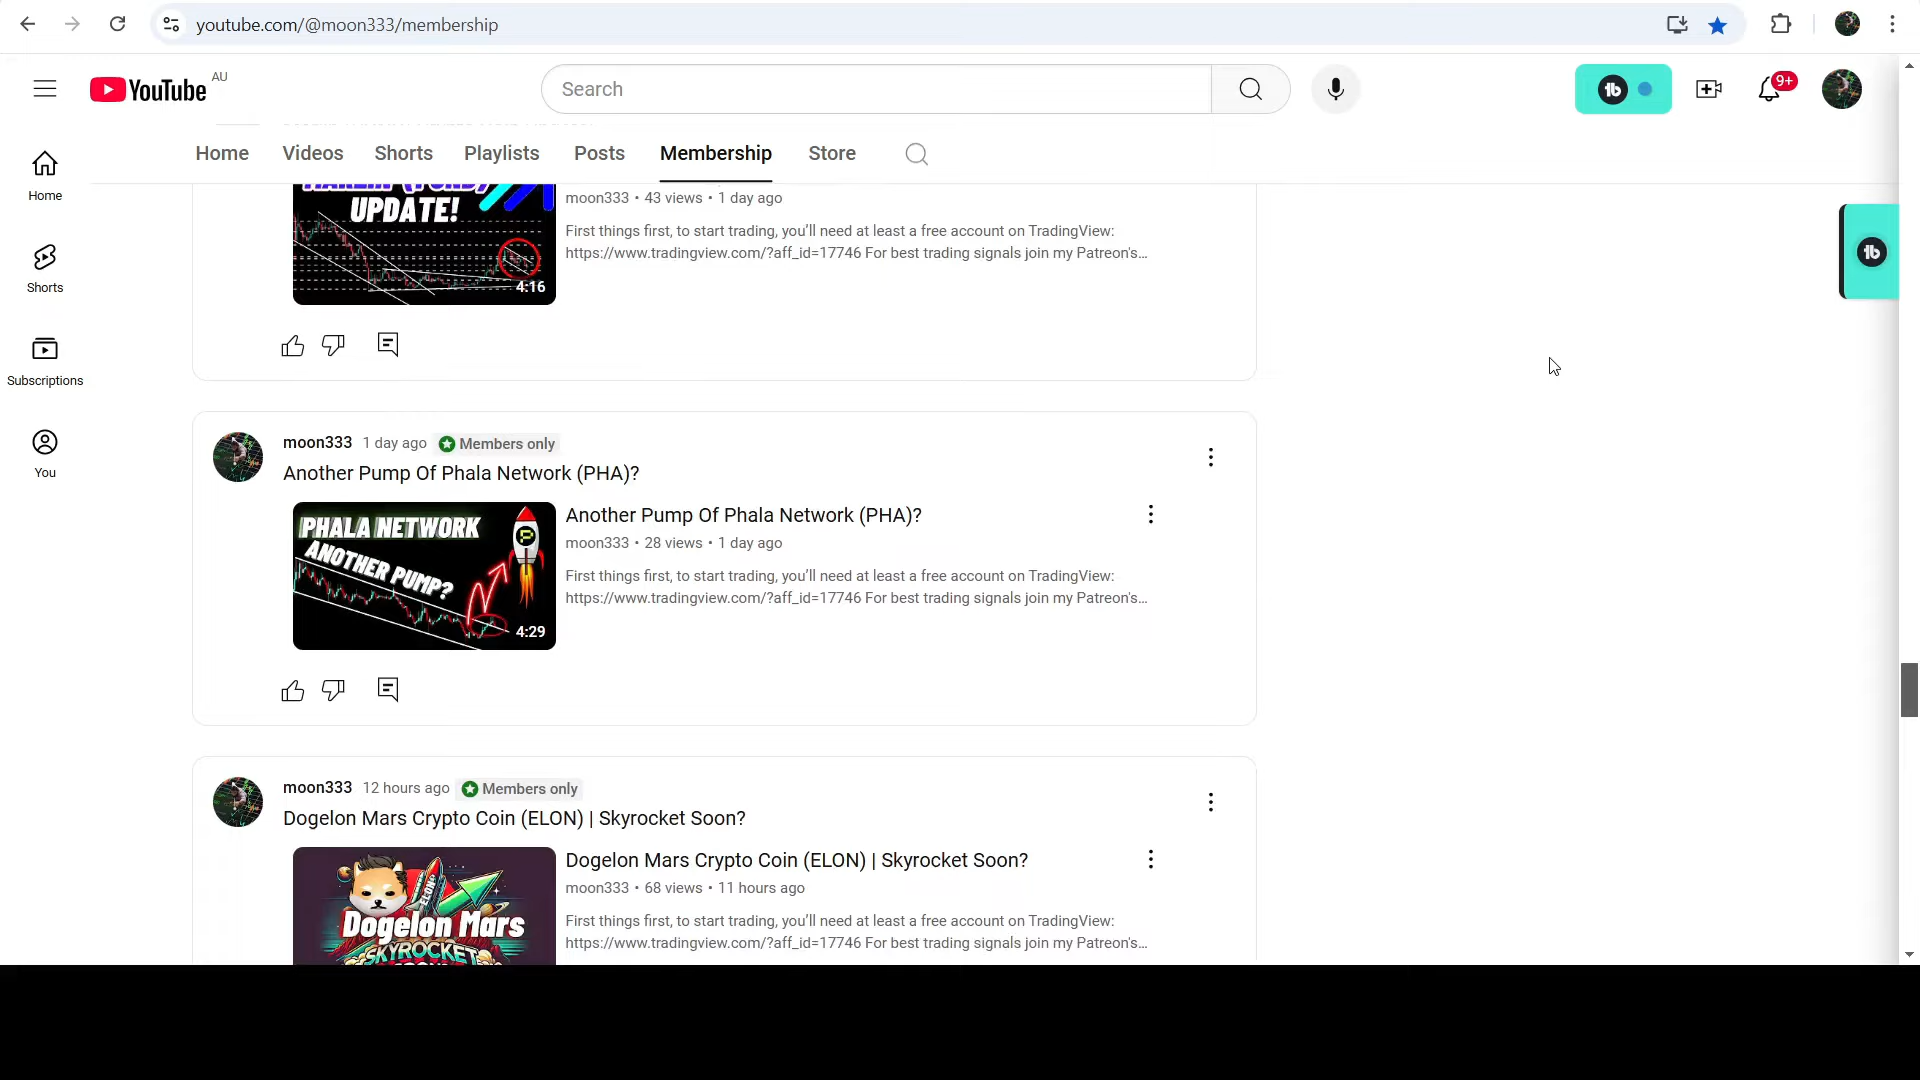 youtube.com/@moon333/membership
YouTube AU
Search
9+
Home Videos Shorts Playlists Posts Membership Store
Home
Shorts
Subscriptions
You
UPDATE!
4:16
moon333 • 43 views • 1 day ago
First things first, to start trading, you'll need at least a free account on TradingView:
https://www.tradingview.com/?aff_id=17746 For best trading signals join my Patreon's...
moon333 1 day ago Members only
Another Pump Of Phala Network (PHA)?
PHALA NETWORK
ANOTHER PUMP?
4:29
Another Pump Of Phala Network (PHA)?
moon333 • 28 views • 1 day ago
First things first, to start trading, you'll need at least a free account on TradingView:
https://www.tradingview.com/?aff_id=17746 For best trading signals join my Patreon's...
moon333 12 hours ago Members only
Dogelon Mars Crypto Coin (ELON) | Skyrocket Soon?
ELON
Dogelon Mars
SKYROCKET
Dogelon Mars Crypto Coin (ELON) | Skyrocket Soon?
moon333 • 68 views • 11 hours ago
First things first, to start trading, you'll need at least a free account on TradingView:
https://www.tradingview.com/?aff_id=17746 For best trading signals join my Patreon's...